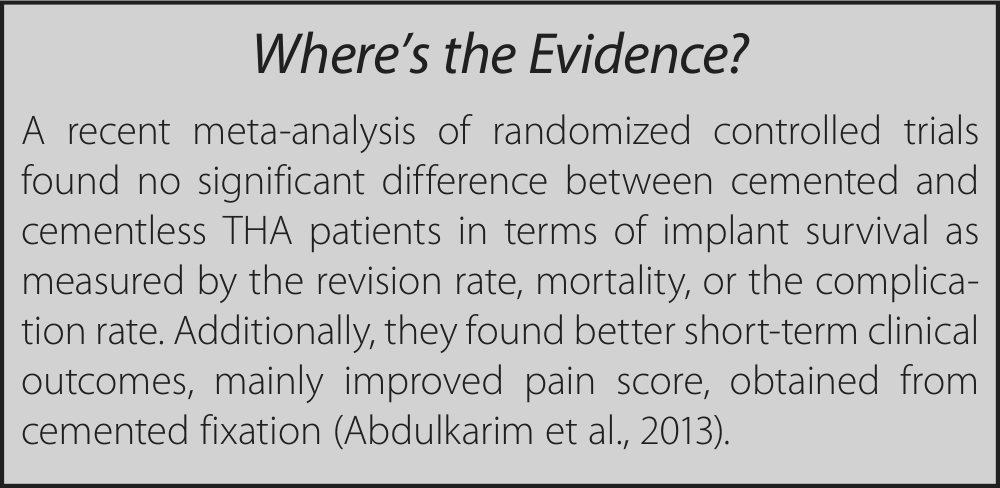 Where’s the Evidence?
A recent meta-analysis of randomized controlled trials
found no significant difference between cemented and
cementless THA patients in terms of implant survival as
measured by the revision rate, mortality, or the complica-
tion rate. Additionally, they found better short-term clinical
outcomes, mainly improved pain score, obtained from
cemented fixation (Abdulkarim et al., 2013).